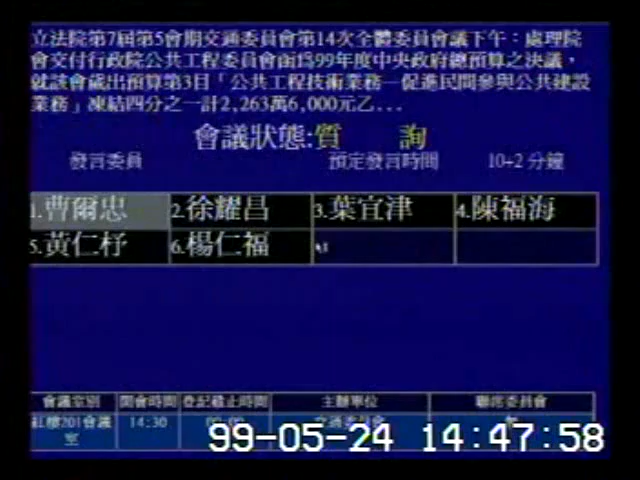 立法院第7屆第5會期交通委員會第14次全體委員會議下午：處理院
會交付行政院公共工程委員會函為99年度中央政府總預算之決議，
就該會歲出預算第3目「公共工程技術業務－促進民間參與公共建設
業務」凍結四分之一計2,263萬6,000元乙...
會議狀態:質 詢
發言委員 預定發言時間 10+2 分鐘
1.曹爾忠 2.徐耀昌 3.葉宜津 4.陳福海
5.黃仁杼 6.楊仁福
會議室別 開會時間 登記截止時間 主辦單位 聯席委員會
紅樓201會議室 14:30 交通委員會
99-05-24 14:47:58